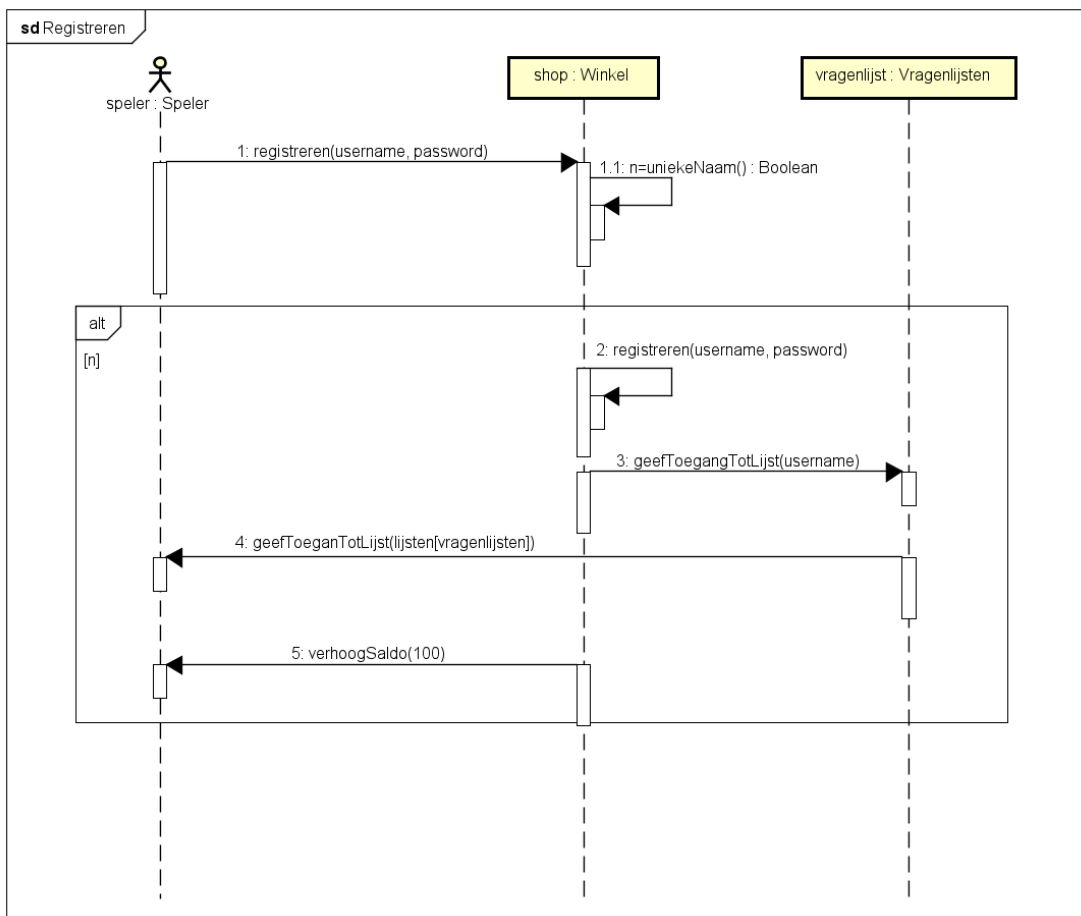 sd Registreren
speler : Speler
shop : Winkel
vragenlijst : Vragenlijsten
1: registreren(username, password)
1.1: n=uniekeNaam() : Boolean
alt
[n]
2: registreren(username, password)
3: geefToegangTotLijst(username)
4: geefToeganTotLijst(lijsten[vragenlijsten])
5: verhoogSaldo(100)